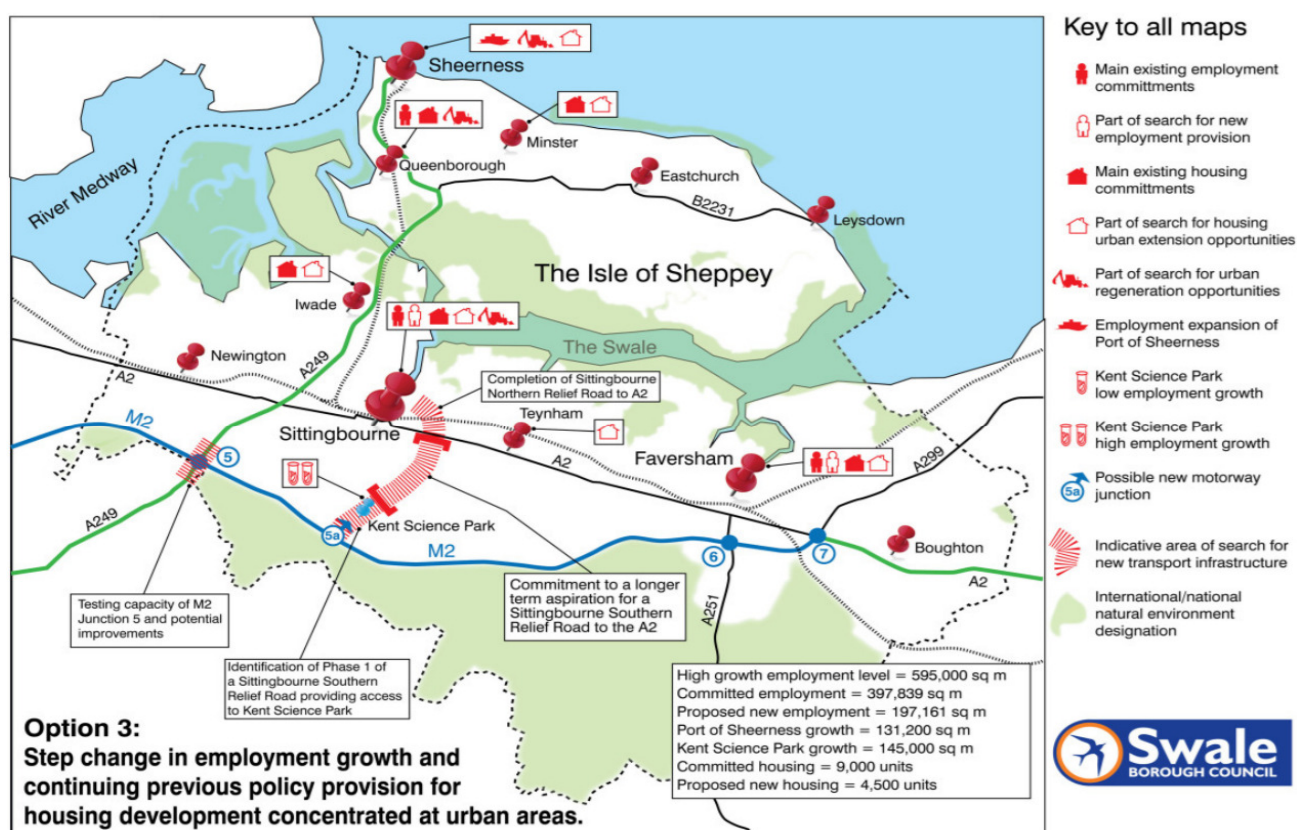 Sheerness
Minster
Queenborough
Eastchurch
B2231
Leysdown
River Medway
The Isle of Sheppey
Iwade
The Swale
Newington
A249
A2
Completion of Sittingbourne
Northern Relief Road to A2
Teynham
M2
Sittingbourne
5
A2
Faversham
A299
Kent Science Park
5a
A249
M2
6
7
Boughton
A2
A251
Testing capacity of M2
Junction 5 and potential
improvements
Commitment to a longer
term aspiration for a
Sittingbourne Southern
Relief Road to the A2
Identification of Phase 1 of
a Sittingbourne Southern
Relief Road providing access
to Kent Science Park
High growth employment level = 595,000 sq m
Committed employment = 397,839 sq m
Proposed new employment = 197,161 sq m
Port of Sheerness growth = 131,200 sq m
Kent Science Park growth = 145,000 sq m
Committed housing = 9,000 units
Proposed new housing = 4,500 units
Option 3:
Step change in employment growth and
continuing previous policy provision for
housing development concentrated at urban areas.
Key to all maps
Main existing employment
committments
Part of search for new
employment provision
Main existing housing
committments
Part of search for housing
urban extension opportunities
Part of search for urban
regeneration opportunities
Employment expansion of
Port of Sheerness
Kent Science Park
low employment growth
Kent Science Park
high employment growth
5a
Possible new motorway
junction
Indicative area of search for
new transport infrastructure
International/national
natural environment
designation
Swale
BOROUGH COUNCIL